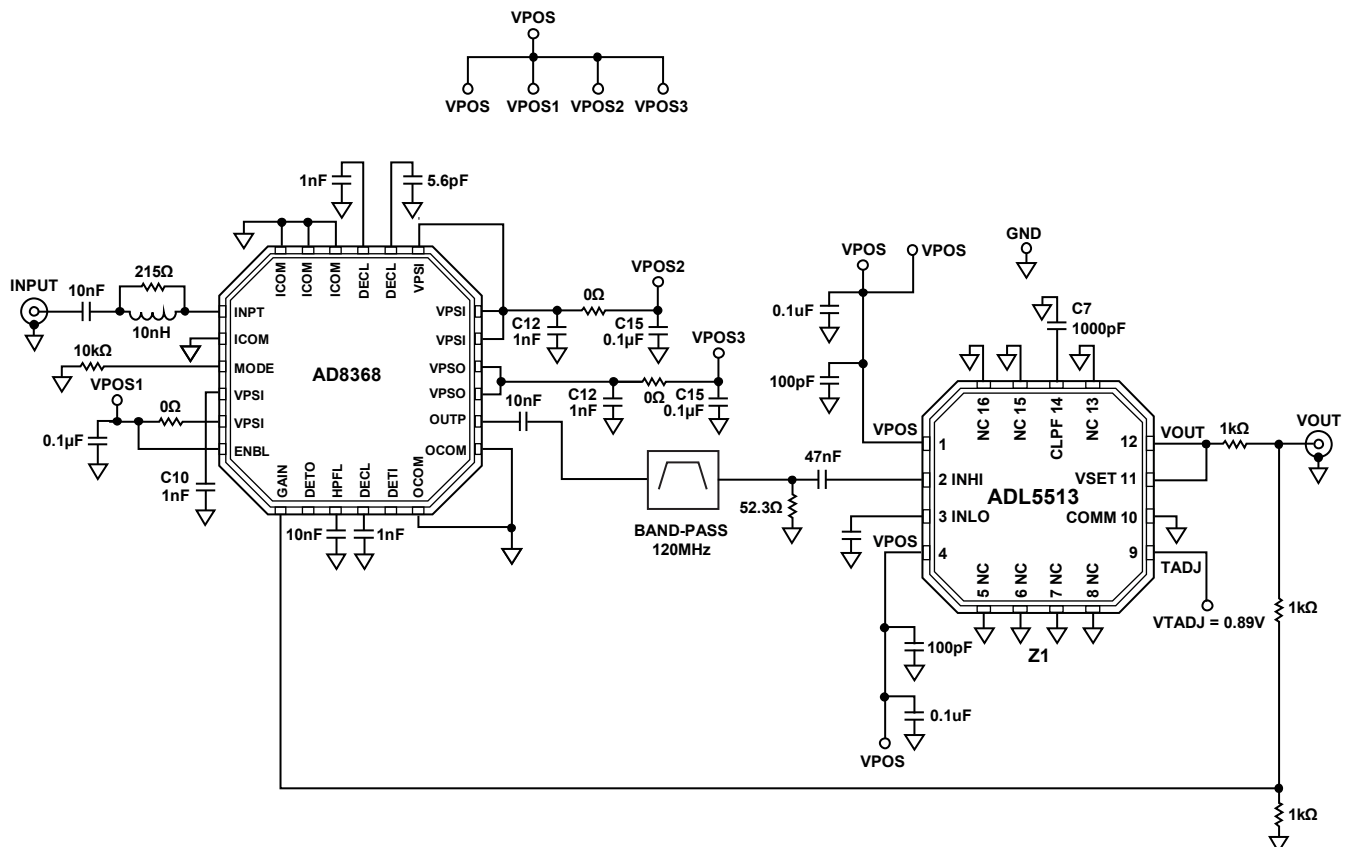 VPOS
VPOS VPOS1 VPOS2 VPOS3
1nF 5.6pF
GND
VPOS VPOS
INPUT 10nF 215Ω
10nH
ICOM ICOM ICOM DECL DECL VPSI
VPOS2
0Ω
0.1uF
C7
1000pF
INPT
ICOM
MODE
VPSI
VPSI
ENBL
AD8368
VPSI
VPSI
VPSO
VPSO
OUTP
OCOM
C12
1nF
C15
0.1µF
VPOS3
10kΩ
VPOS1
0Ω
0.1µF
C10
1nF
C12
1nF
0Ω
C15
0.1µF
10nF
100pF
GAIN DETO HPFL DECL DETI OCOM
10nF 1nF
BAND-PASS
120MHz
52.3Ω
47nF
NC 16 NC 15 CLPF 14 NC 13
VPOS
1
2 INHI
3 INLO
VPOS
4
ADL5513
12
VSET 11
COMM 10
9
VOUT
TADJ
1kΩ
VOUT
5 NC 6 NC 7 NC 8 NC
Z1
VTADJ = 0.89V
1kΩ
100pF
0.1uF
VPOS
1kΩ